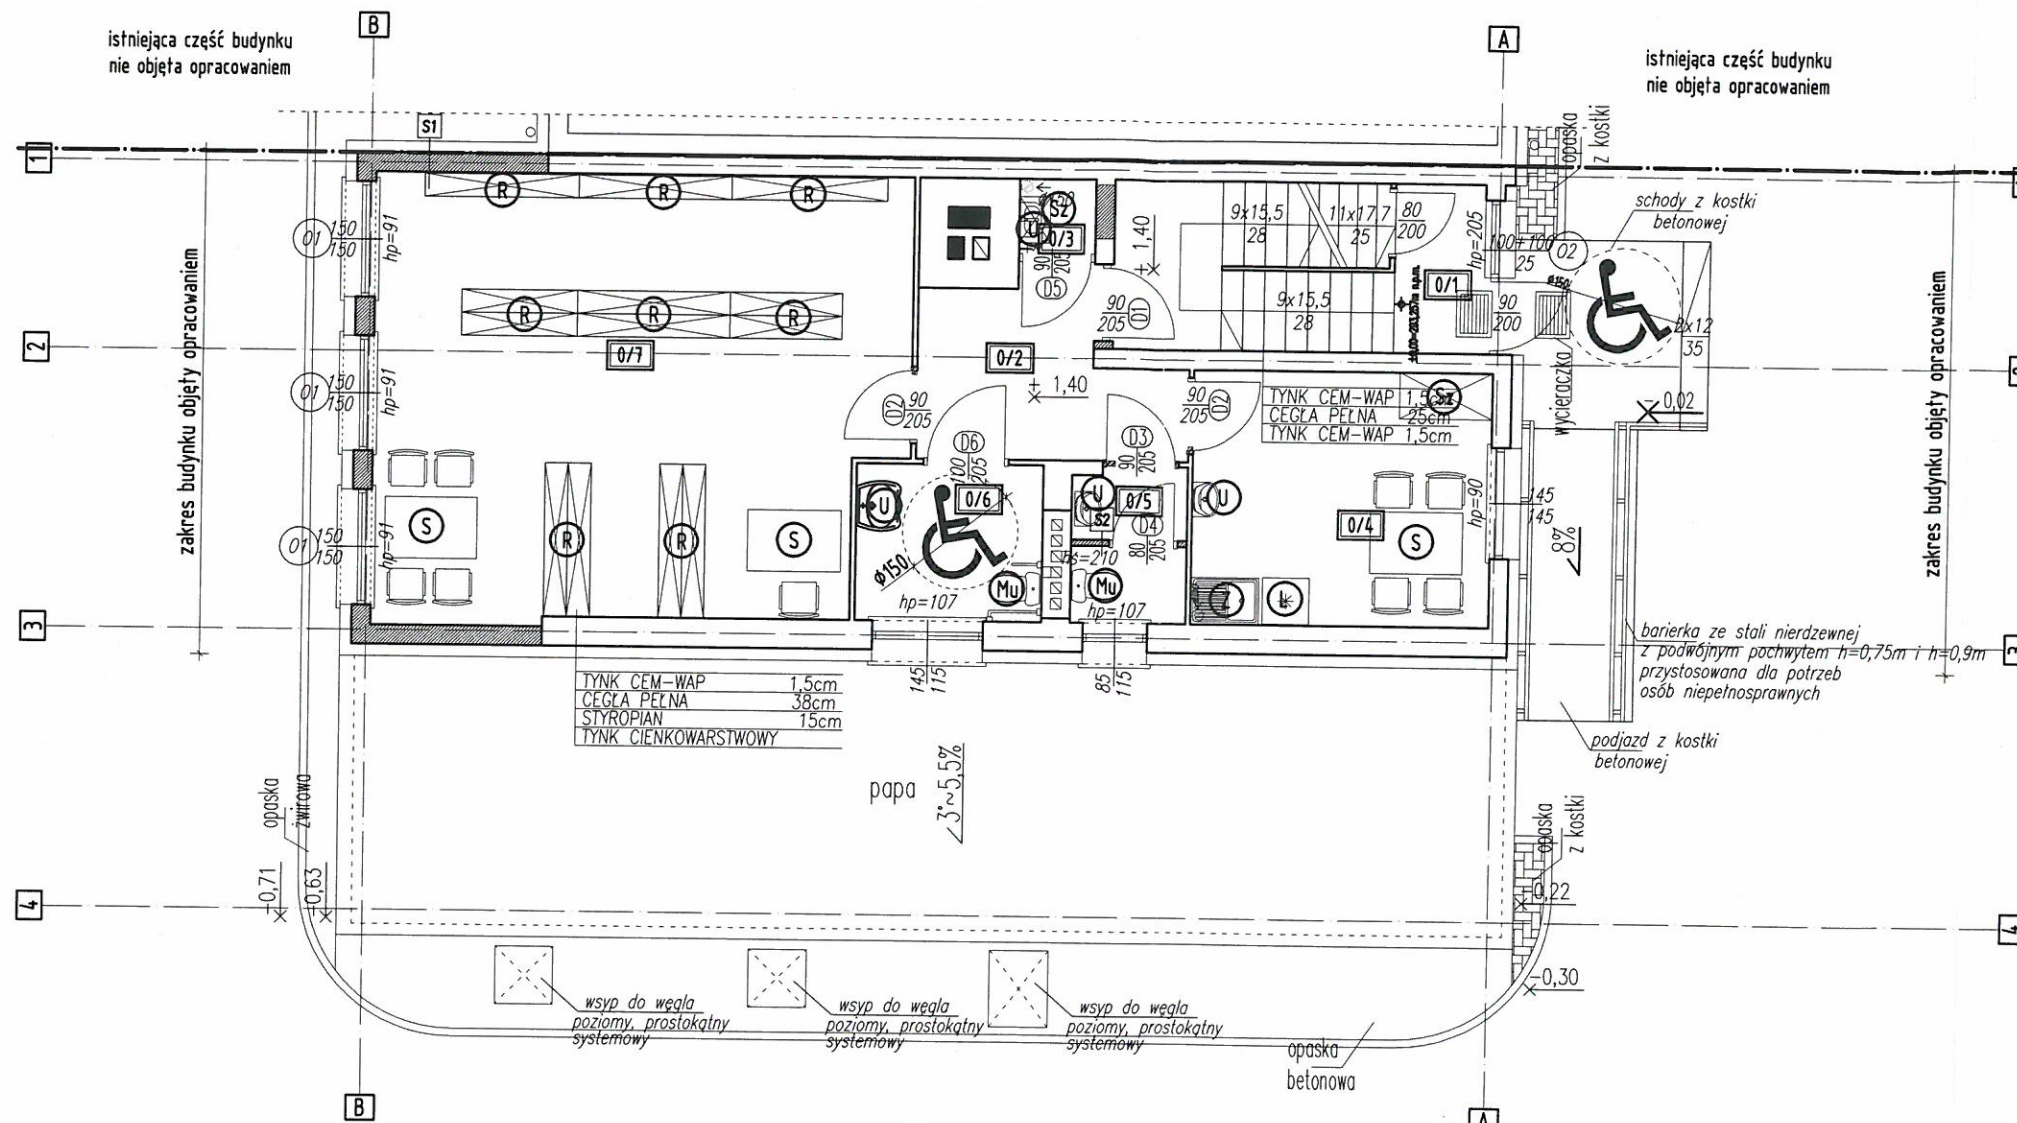 B
A
istniejąca część budynku
nie objęta opracowaniem
istniejąca część budynku
nie objęta opracowaniem
S1
opaska
z kostki
1
R
R
R
schody z kostki
betonowej
Sz
U
0/3
90
205
D5
+1,40
9x15,5
28
11x17,7
25
80
200
hp=205
100+100
25
O2
O1
150
150
hp=91
R
R
R
90
205
D1
9x15,5
28
0/1
90
200
ø150
2x12
35
2
0/7
0/2
± 1,40
zakres budynku objęty opracowaniem
zakres budynku objęty opracowaniem
O1
150
150
hp=91
D2
90
205
90
205
D2
TYNK CEM-WAP 1,5cm
CEGŁA PEŁNA 25cm
TYNK CEM-WAP 1,5cm
Sz
wycieraczka
-0,02
D6
100
205
D3
90
205
S
U
0/6
U
0/5
S2
D4
80
205
U
0/4
hp=90
145
145
O1
150
150
hp=91
R
R
S
S
ø150
hs=210
8%
hp=107
Mu
Mu
hp=107
Z
L
3
3
barierka ze stali nierdzewnej
z podwójnym pochwytem h=0,75m i h=0,9m
przystosowana dla potrzeb
osób niepełnosprawnych
145
115
85
115
TYNK CEM-WAP 1,5cm
CEGŁA PEŁNA 38cm
STYROPIAN 15cm
TYNK CIENKOWARSTWOWY
podjazd z kostki
betonowej
papa
3°≈5,5%
opaska
żwirowa
opaska
z kostki
-0,71
-0,63
-0,22
4
4
-0,30
wsyp do węgla
poziomy, prostokątny
systemowy
wsyp do węgla
poziomy, prostokątny
systemowy
wsyp do węgla
poziomy, prostokątny
systemowy
opaska
betonowa
B
A